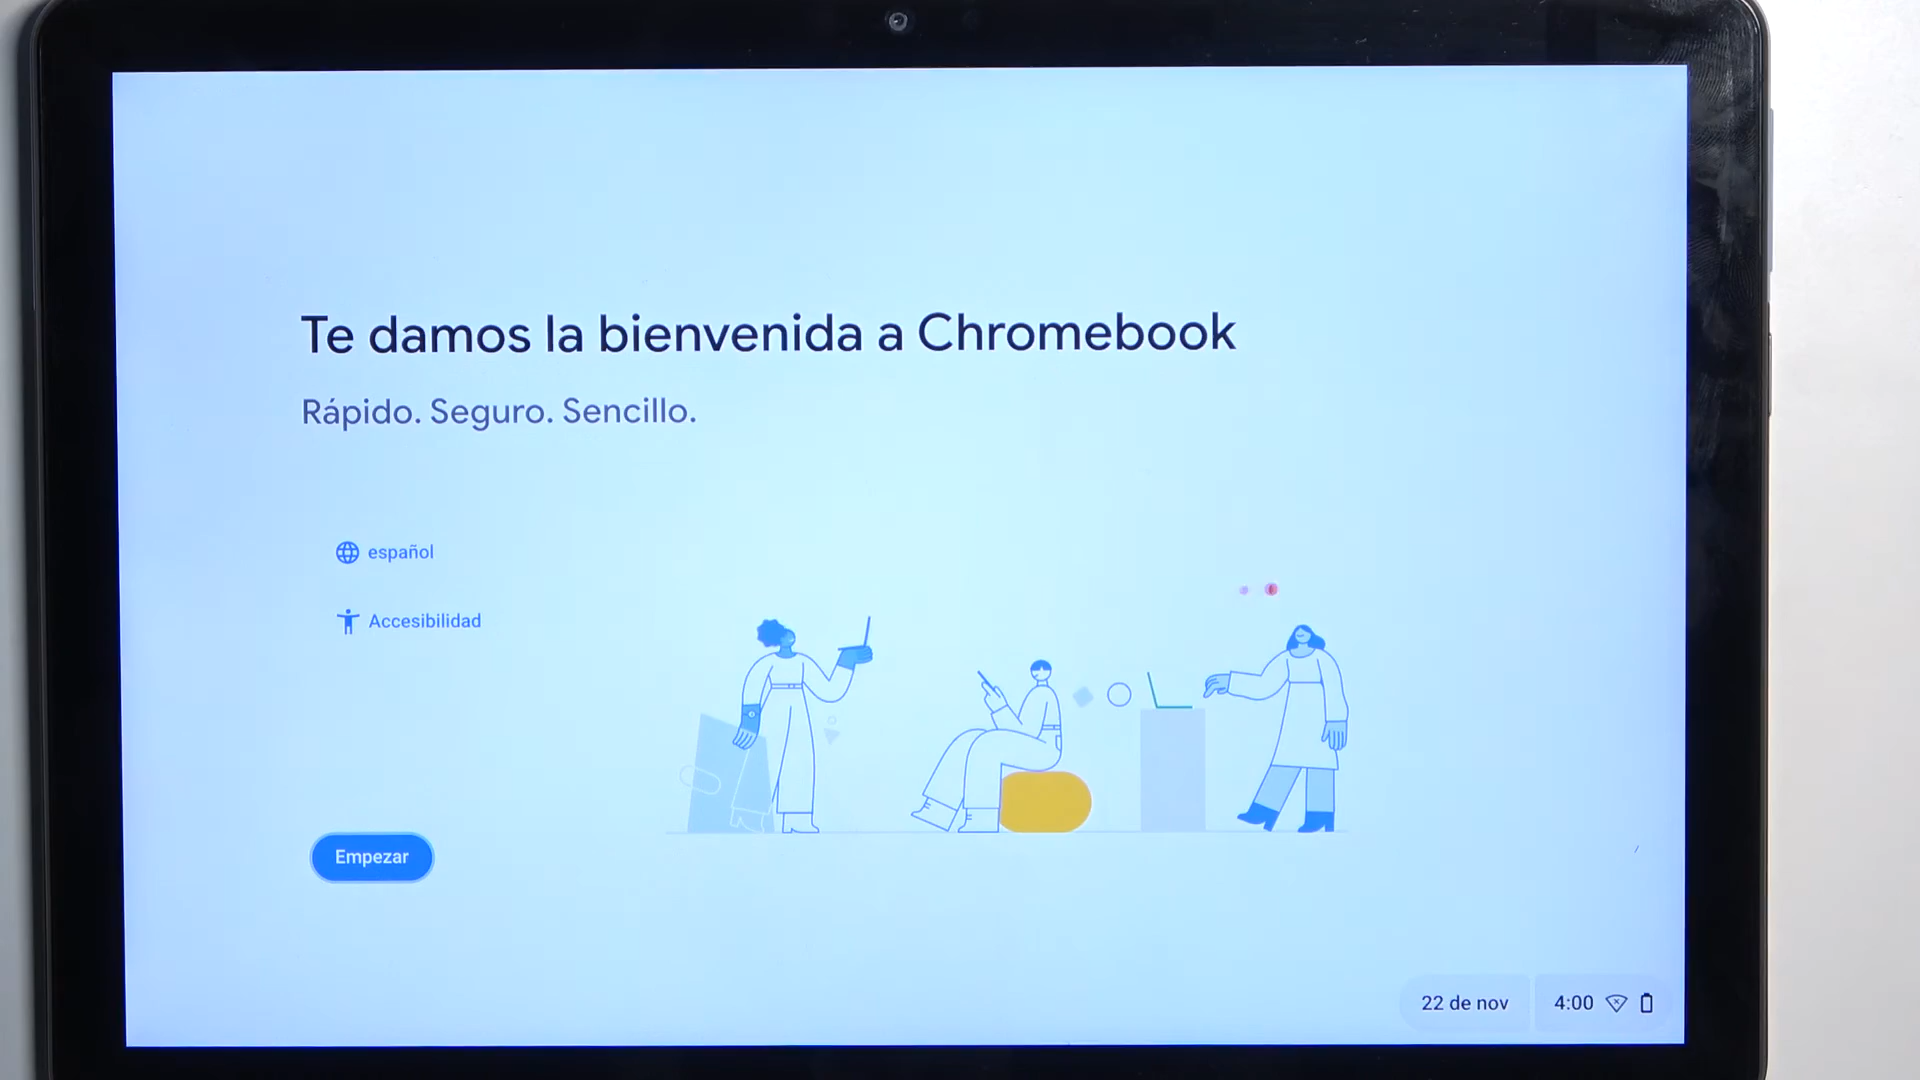 Te damos la bienvenida a Chromebook
Rápido. Seguro. Sencillo.
español
Accesibilidad
Empezar
22 de nov
4:00